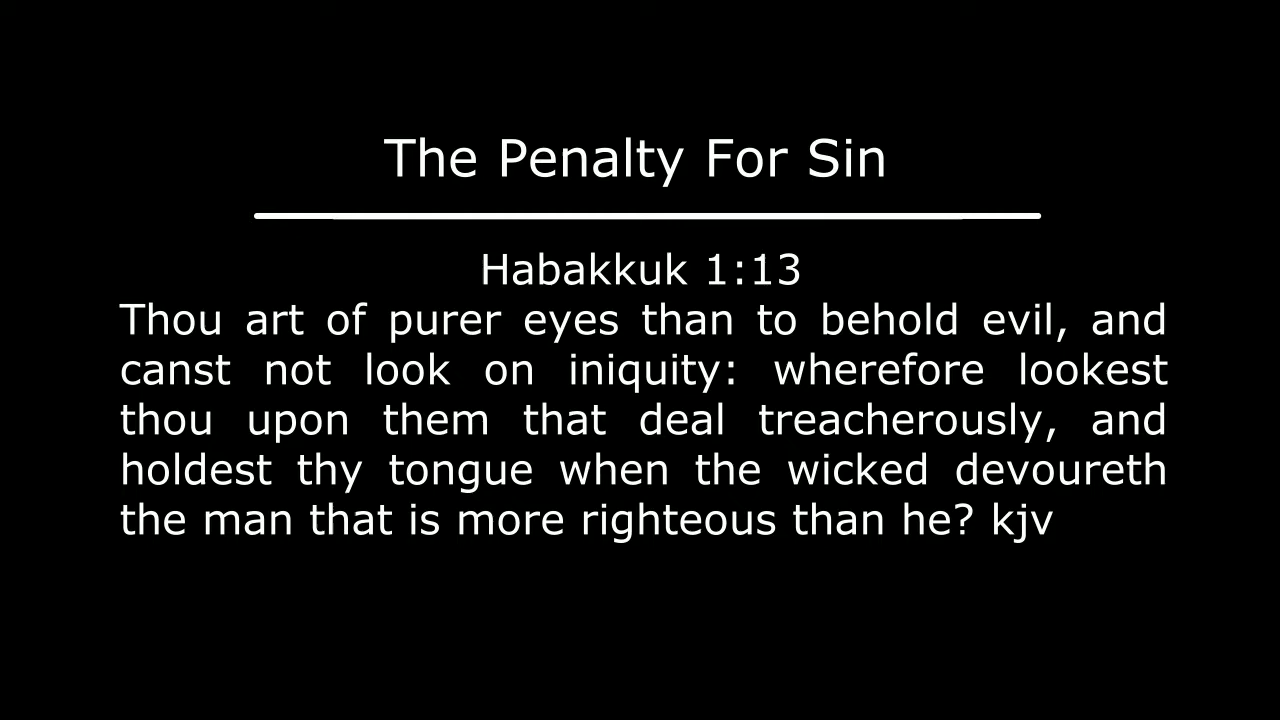 The Penalty For Sin
Habakkuk 1:13
Thou art of purer eyes than to behold evil, and
canst not look on iniquity: wherefore lookest
thou upon them that deal treacherously, and
holdest thy tongue when the wicked devoureth
the man that is more righteous than he? kjv